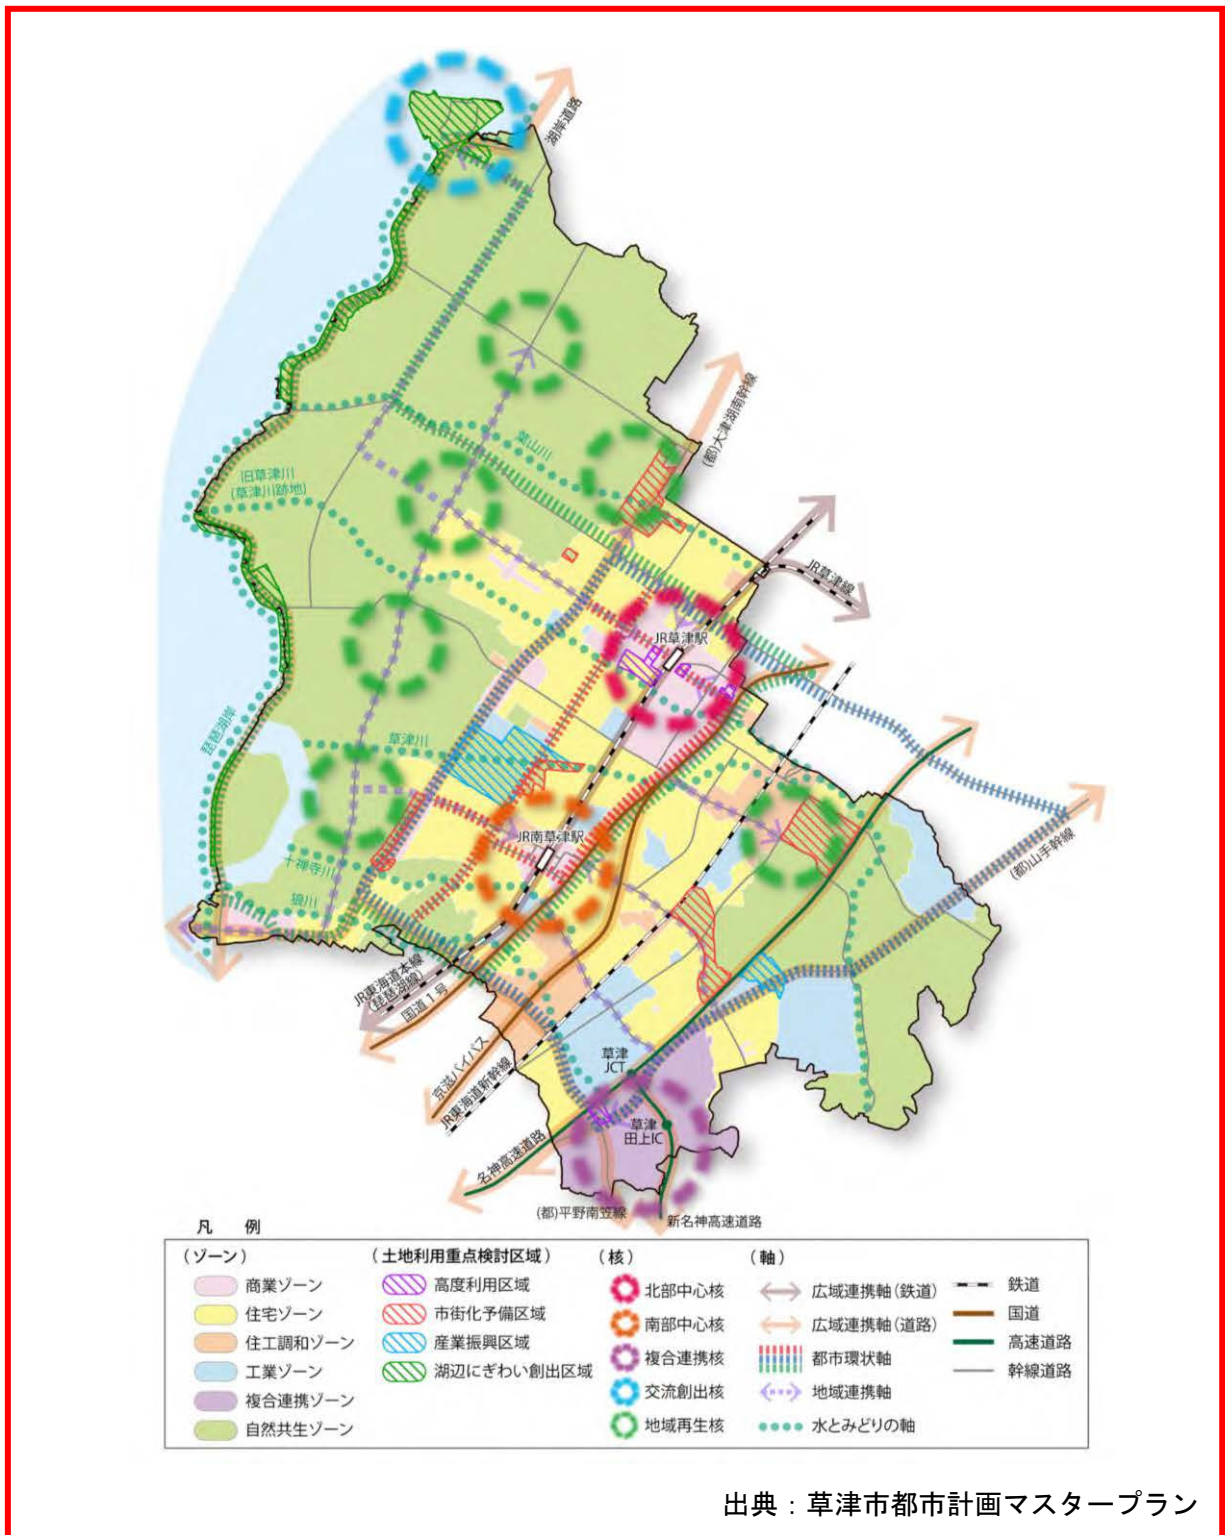 湖岸道路
(都)大津湖南幹線
葉山川
旧草津川
(草津川跡地)
JR草津線
JR草津駅
琵琶湖岸
草津川
JR南草津駅
十禅寺川
狼川
(都)山手幹線
JR東海道本線
(琵琶湖線)
国道1号
京滋バイパス
JR東海道新幹線
草津
JCT
草津
田上IC
名神高速道路
(都)平野南笠線
新名神高速道路
凡 例
(ゾーン)
商業ゾーン
住宅ゾーン
住工調和ゾーン
工業ゾーン
複合連携ゾーン
自然共生ゾーン
(土地利用重点検討区域)
高度利用区域
市街化予備区域
産業振興区域
湖辺にぎわい創出区域
(核)
北部中心核
南部中心核
複合連携核
交流創出核
地域再生核
(軸)
広域連携軸(鉄道)
広域連携軸(道路)
都市環状軸
地域連携軸
水とみどりの軸
鉄道
国道
高速道路
幹線道路
出典:草津市都市計画マスタープラン